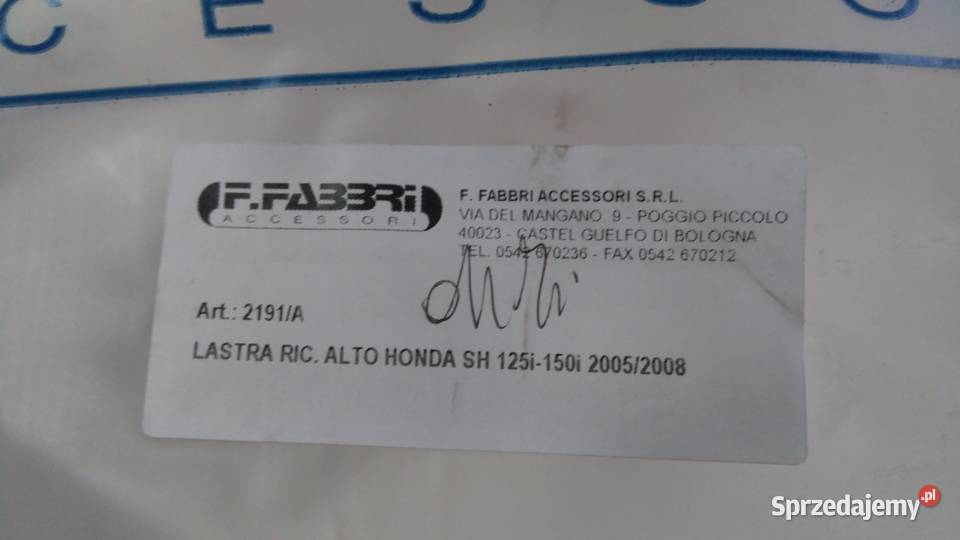 C E S
F.FABBRi
ACCESSORI
F. FABBRI ACCESSORI S.R.L.
VIA DEL MANGANO, 9 - POGGIO PICCOLO
40023 - CASTEL GUELFO DI BOLOGNA
TEL. 0542 670236 - FAX 0542 670212
Art.: 2191/A
LASTRA RIC. ALTO HONDA SH 125i-150i 2005/2008
Sprzedajemy.pl